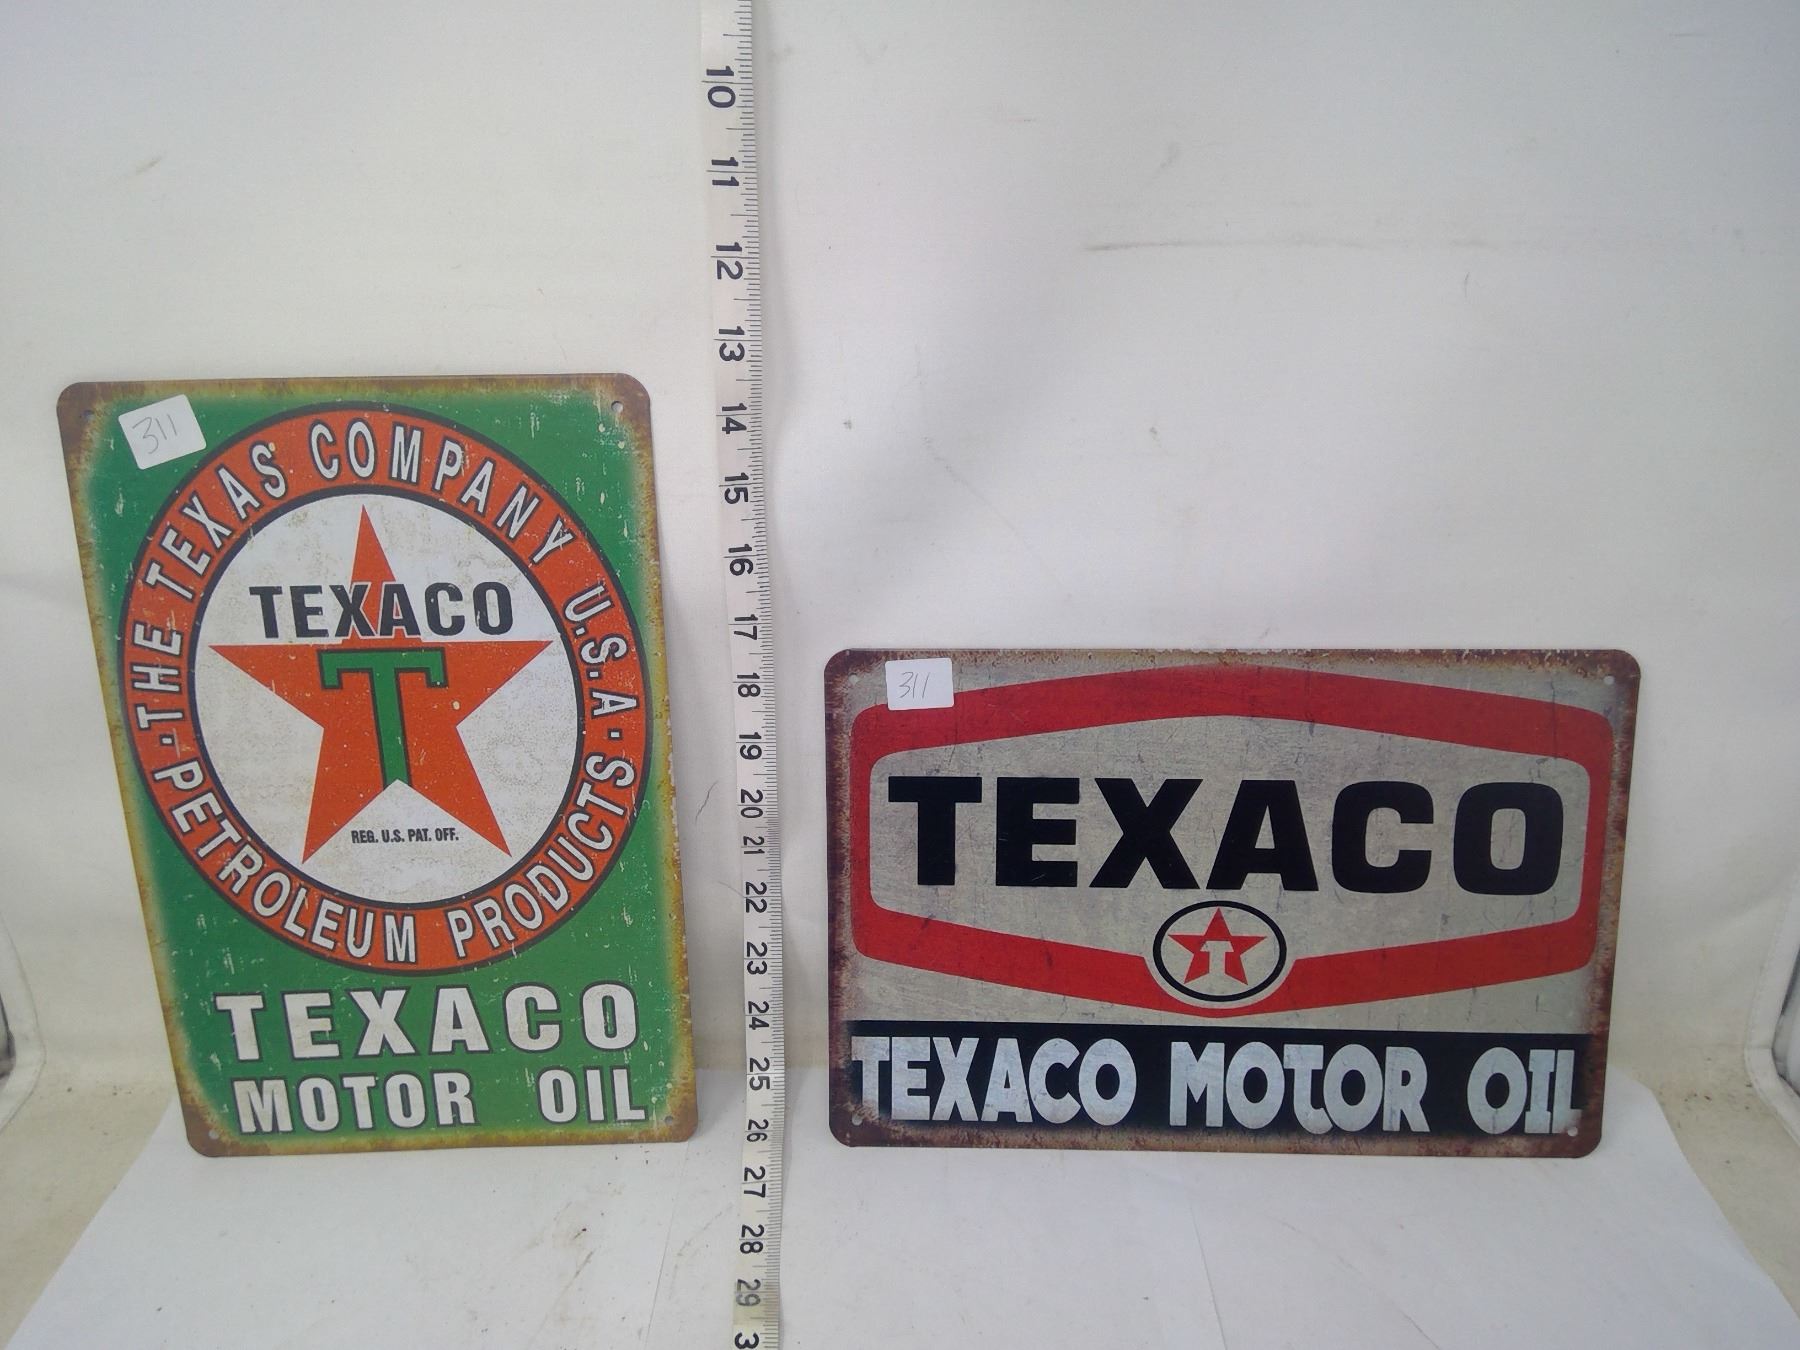 311
·THE TEXAS COMPANY U.S.A·
TEXACO
T
REG. U.S. PAT. OFF.
PETROLEUM PRODUCTS
TEXACO
MOTOR OIL
10
11
12
13
14
15
16
17
18
19
20
21
22
23
24
25
26
27
28
29
3
311
TEXACO
T
TEXACO MOTOR OIL